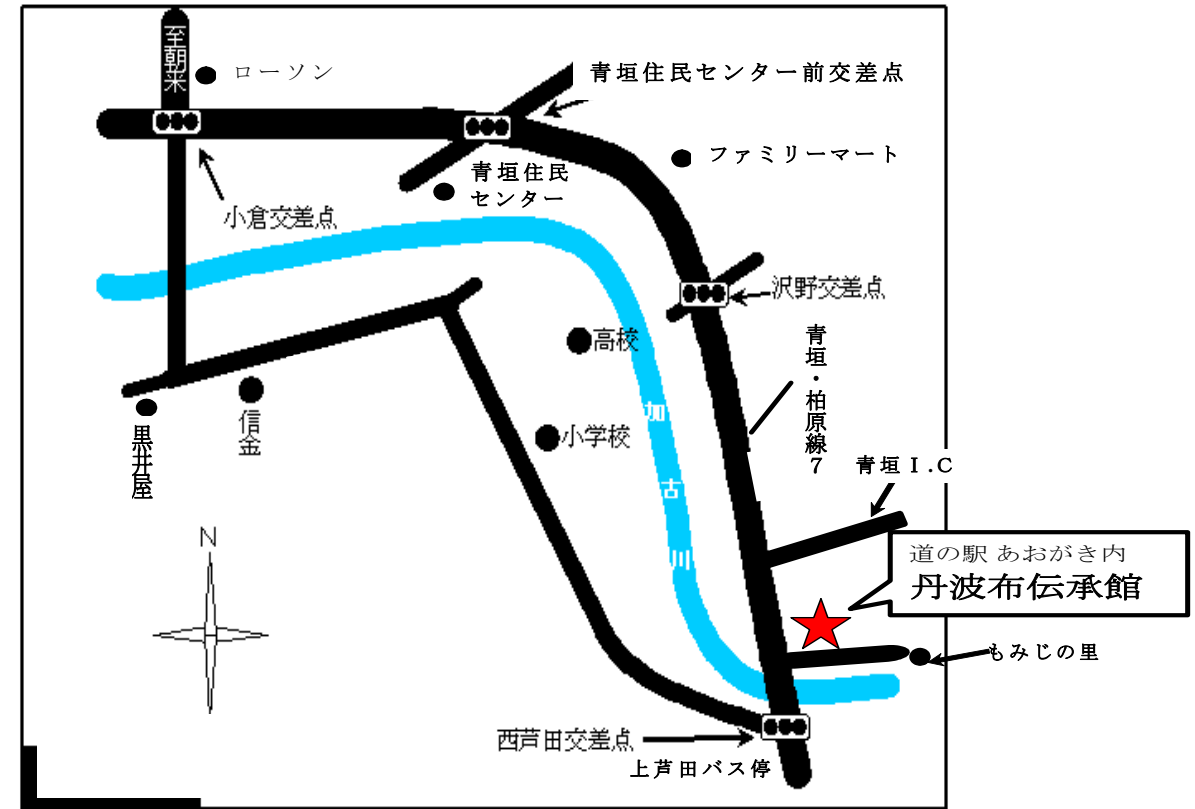 至朝来
ローソン
青垣住民センター前交差点
ファミリーマート
青垣住民
センター
小倉交差点
沢野交差点
高校
青垣・柏原線7
加古川
小学校
信金
黒井屋
青垣I.C
N
道の駅 あおがき内
丹波布伝承館
もみじの里
西芦田交差点
上芦田バス停